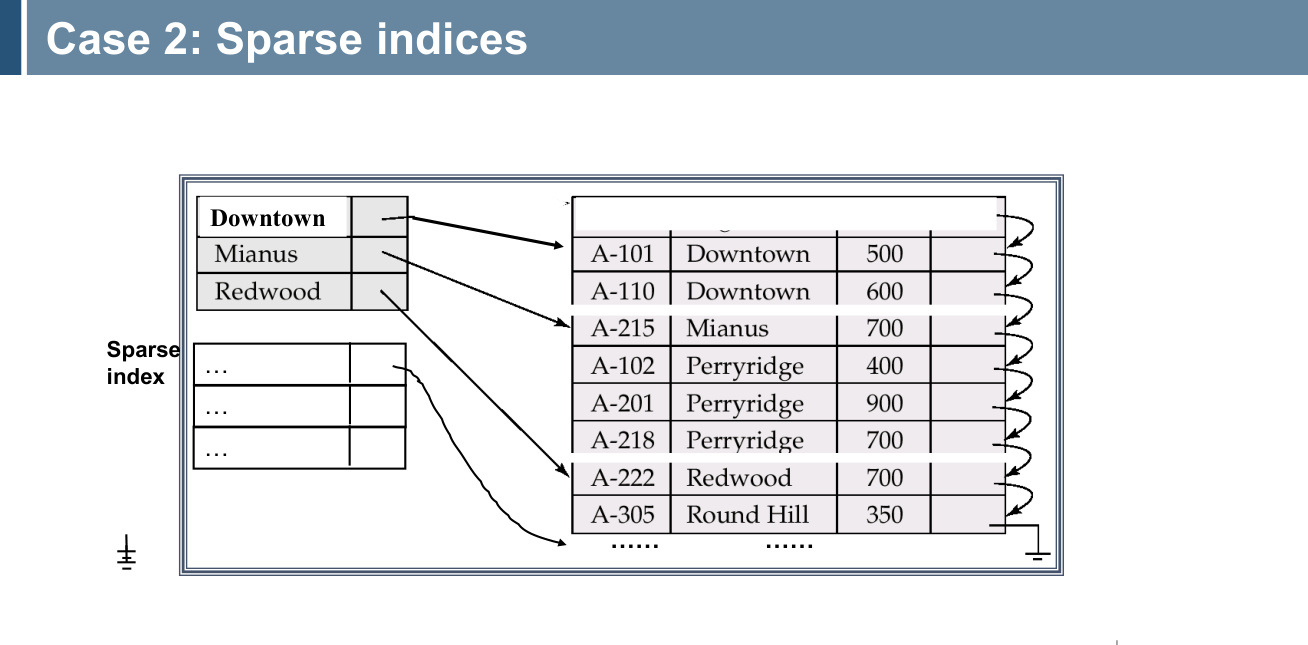 Case 2: Sparse indices
Downtown
Mianus
Redwood
Sparse
index
…
…
…
A-101 Downtown 500
A-110 Downtown 600
A-215 Mianus 700
A-102 Perryridge 400
A-201 Perryridge 900
A-218 Perryridge 700
A-222 Redwood 700
A-305 Round Hill 350
...... ......